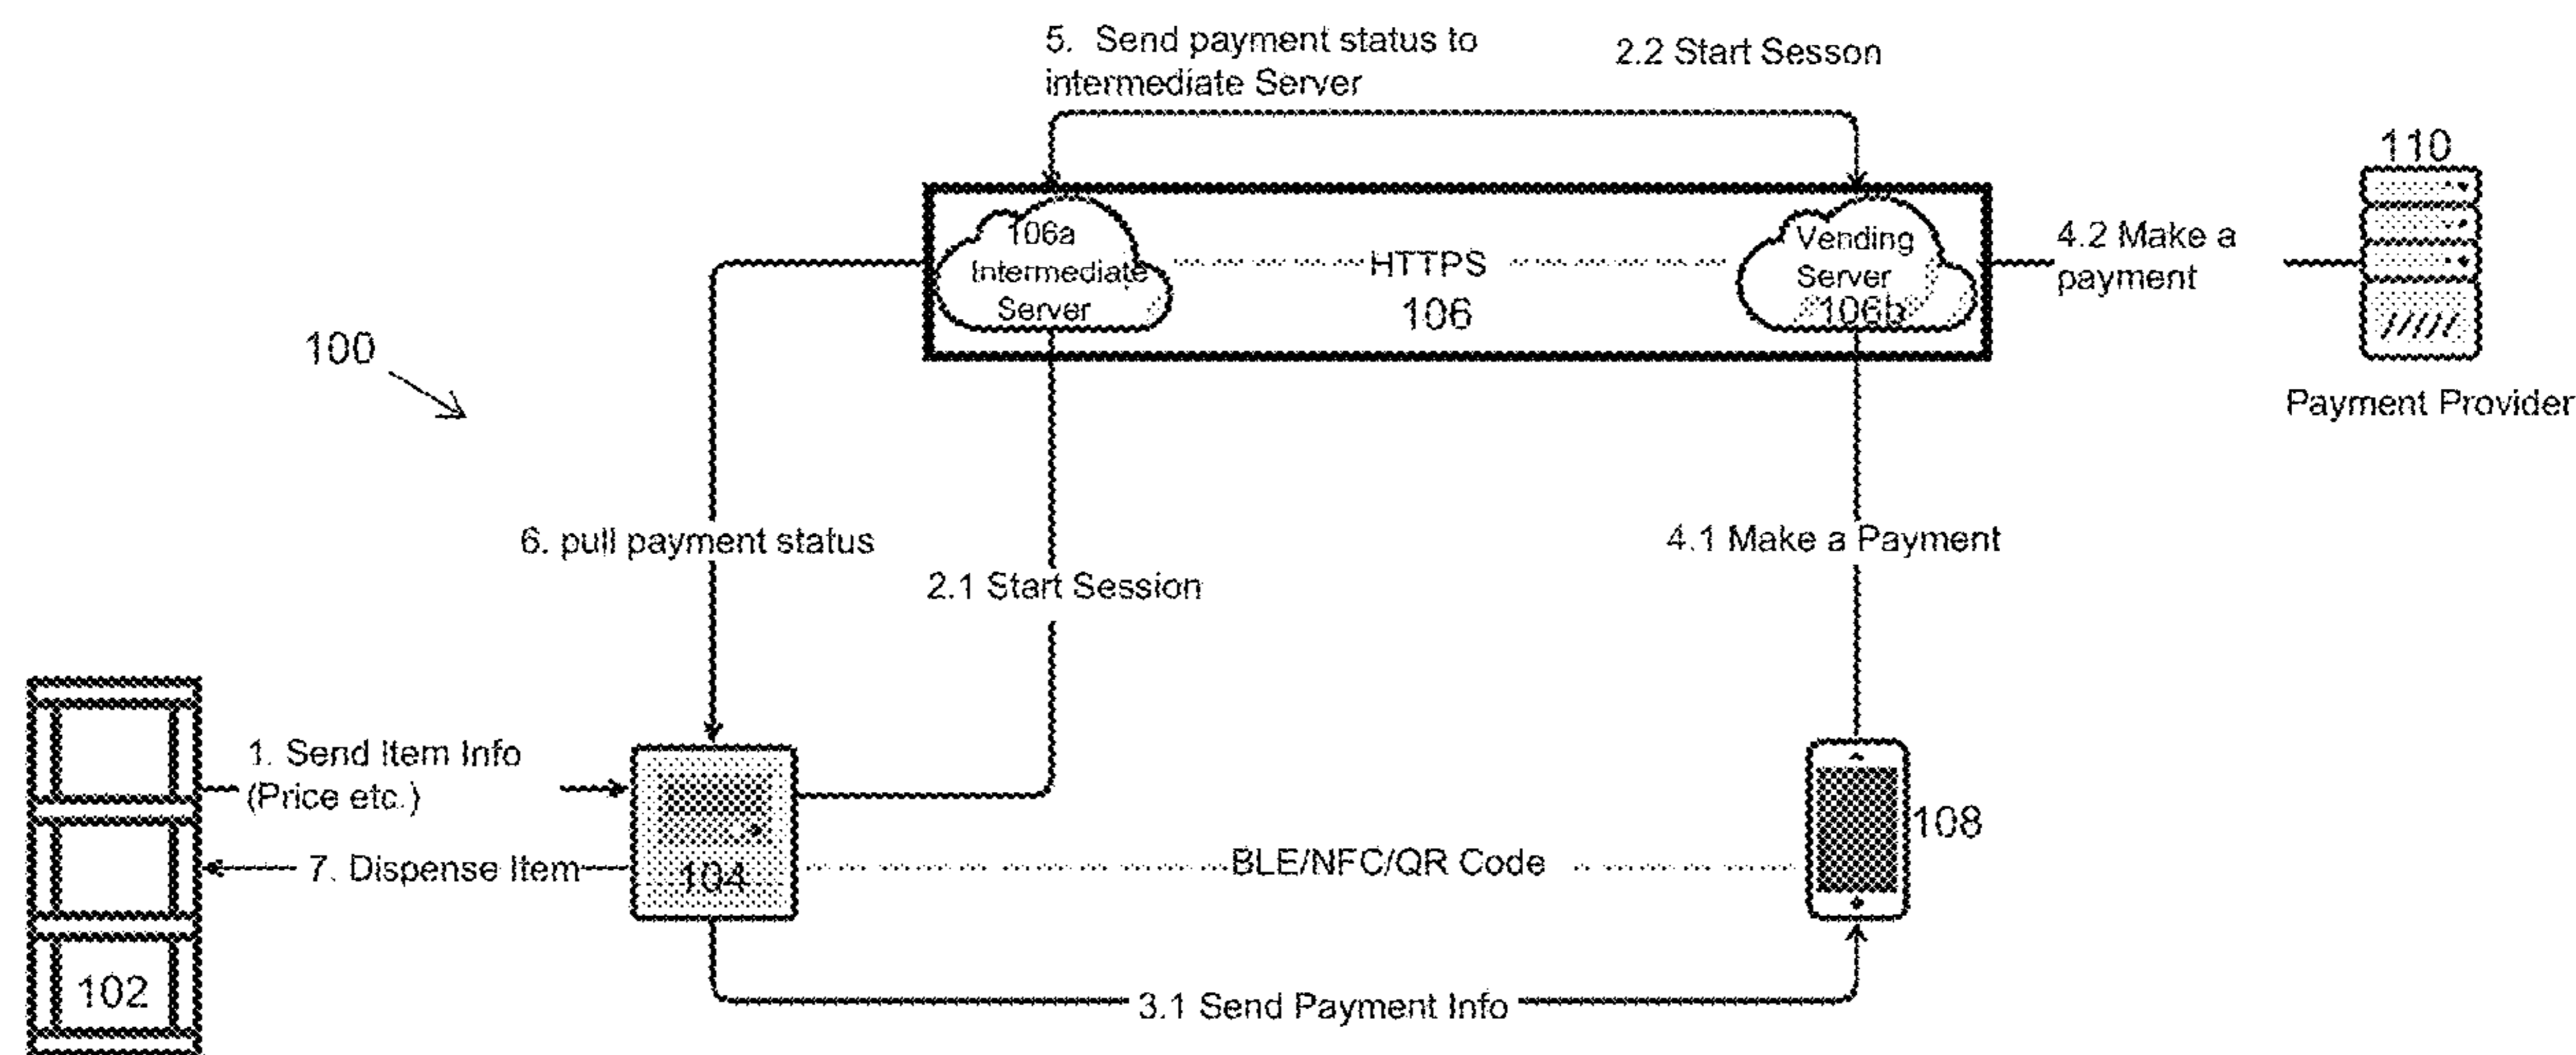 5. Send payment status to
intermediate Server
2.2 Start Sesson
110
106a
Intermediate
Server
HTTPS
106
Vending
Server
106b
4.2 Make a
payment
Payment Provider
100
6. pull payment status
2.1 Start Session
4.1 Make a Payment
1. Send Item Info
(Price etc.)
7. Dispense Item
104
BLE/NFC/QR Code
108
102
3.1 Send Payment Info